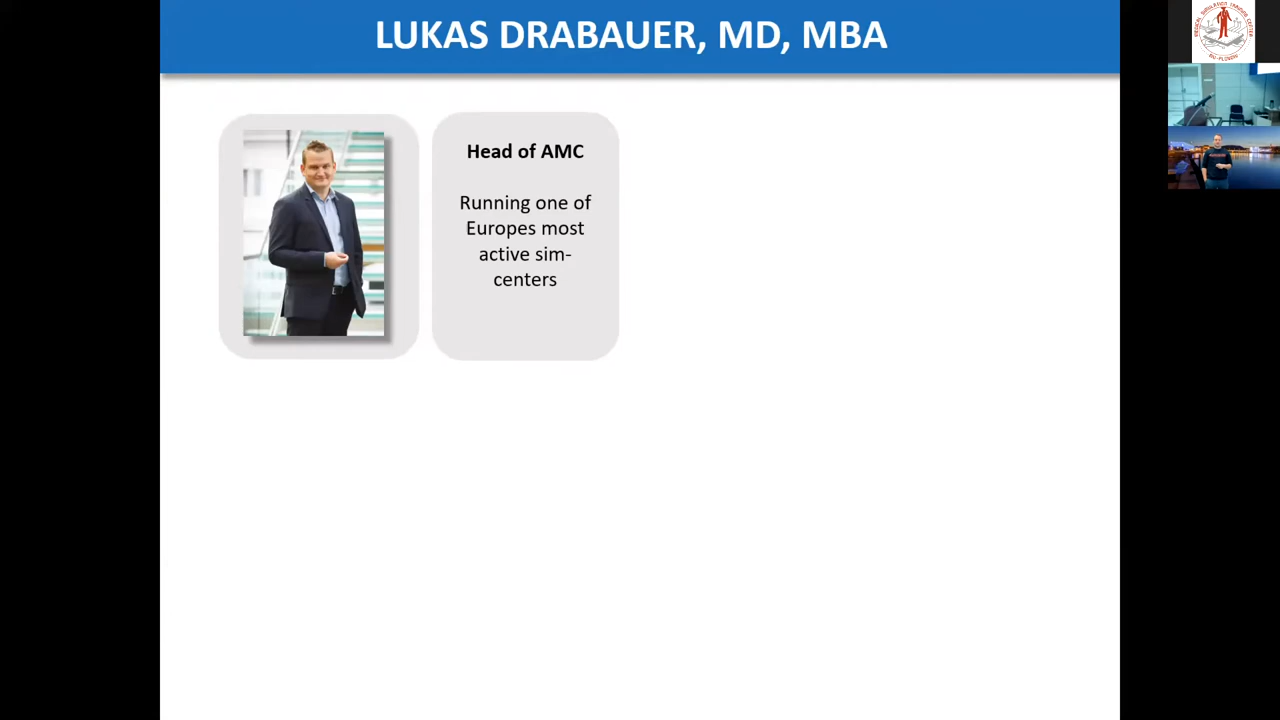 LUKAS DRABAUER, MD, MBA
Head of AMC
Running one of
Europes most
active sim-
centers